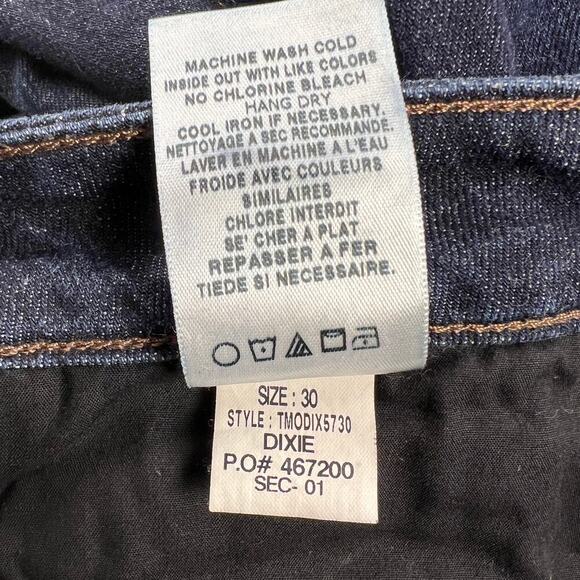 MACHINE WASH COLD
INSIDE OUT WITH LIKE COLORS
NO CHLORINE BLEACH
HANG DRY
COOL IRON IF NECESSARY.
NETTOYAGE A SEC RECOMMANDÉ.
LAVER EN MACHINE A L'EAU
FROIDE AVEC COULEURS
SIMILAIRES
CHLORE INTERDIT
SE' CHER A PLAT
REPASSER A FER
TIEDE SI NECESSAIRE.
SIZE : 30
STYLE : TMODIX5730
DIXIE
P.O# 467200
SEC- 01